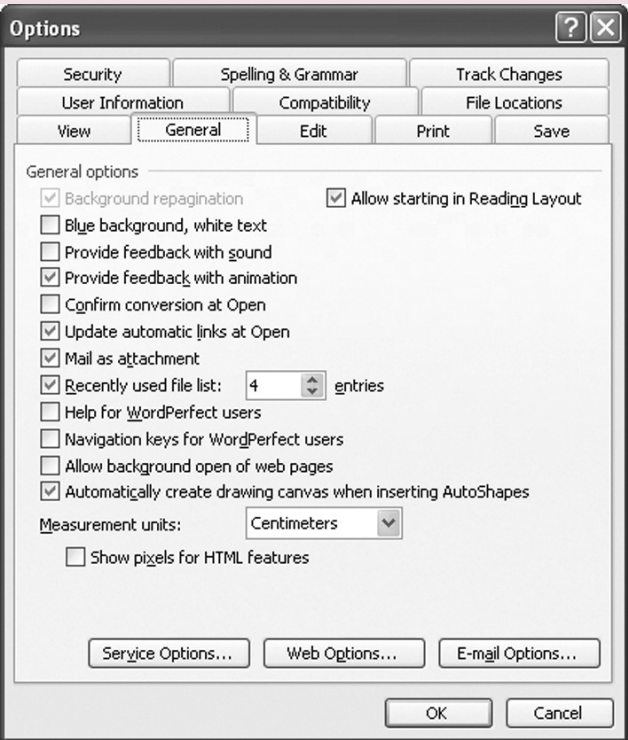 Options
Security Spelling & Grammar Track Changes
User Information Compatibility File Locations
View General Edit Print Save
General options
Background repagination Allow starting in Reading Layout
Blue background, white text
Provide feedback with sound
Provide feedback with animation
Confirm conversion at Open
Update automatic links at Open
Mail as attachment
Recently used file list: 4 entries
Help for WordPerfect users
Navigation keys for WordPerfect users
Allow background open of web pages
Automatically create drawing canvas when inserting AutoShapes
Measurement units: Centimeters
Show pixels for HTML features
Service Options... Web Options... E-mail Options...
OK Cancel